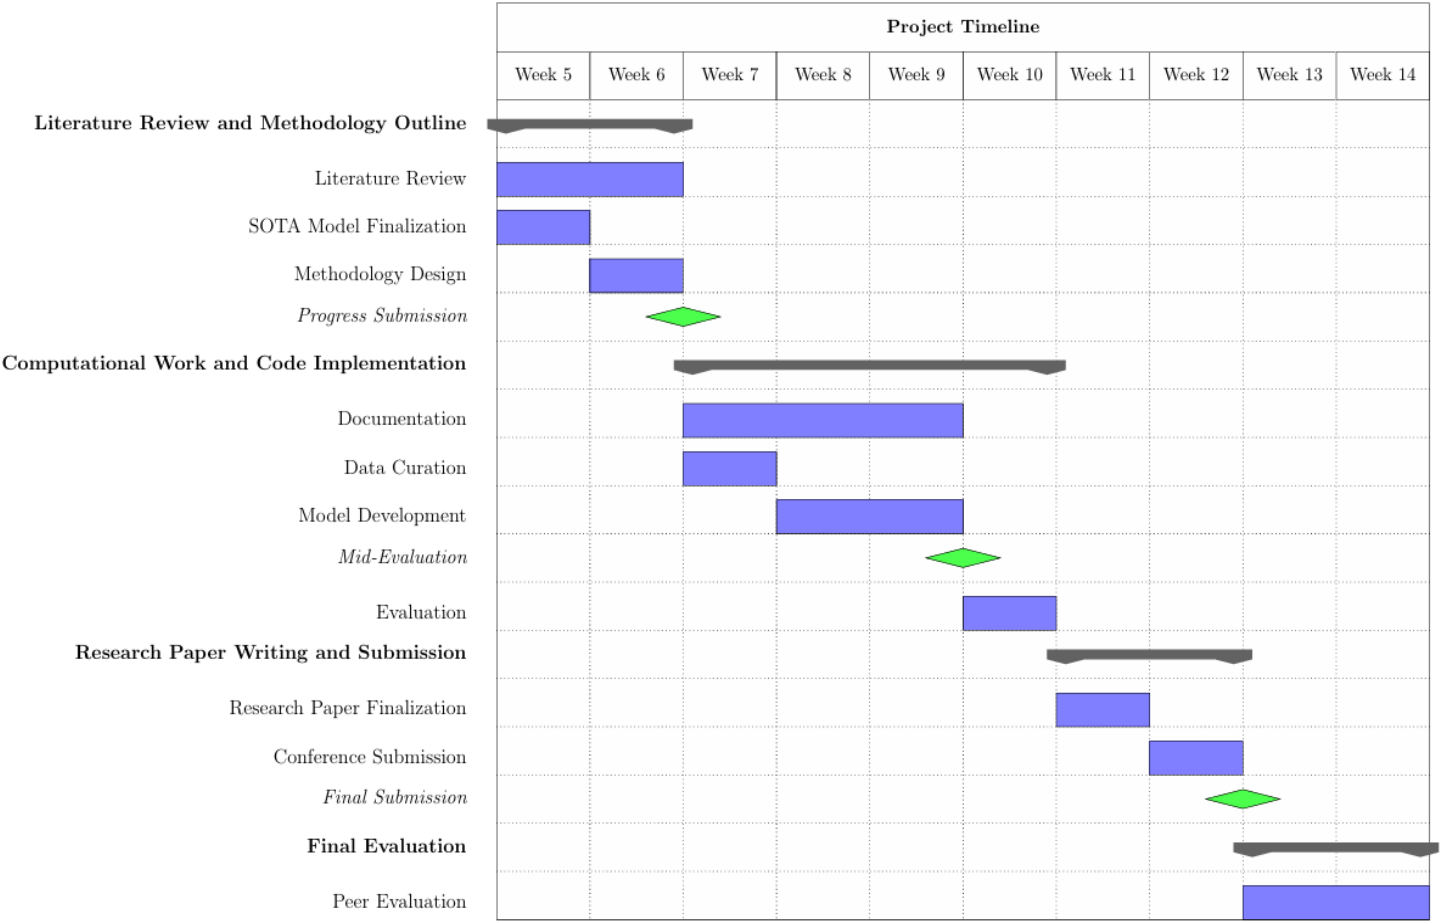 Project Timeline
Week 5 Week 6 Week 7 Week 8 Week 9 Week 10 Week 11 Week 12 Week 13 Week 14
Literature Review and Methodology Outline
Literature Review
SOTA Model Finalization
Methodology Design
Progress Submission
Computational Work and Code Implementation
Documentation
Data Curation
Model Development
Mid-Evaluation
Evaluation
Research Paper Writing and Submission
Research Paper Finalization
Conference Submission
Final Submission
Final Evaluation
Peer Evaluation